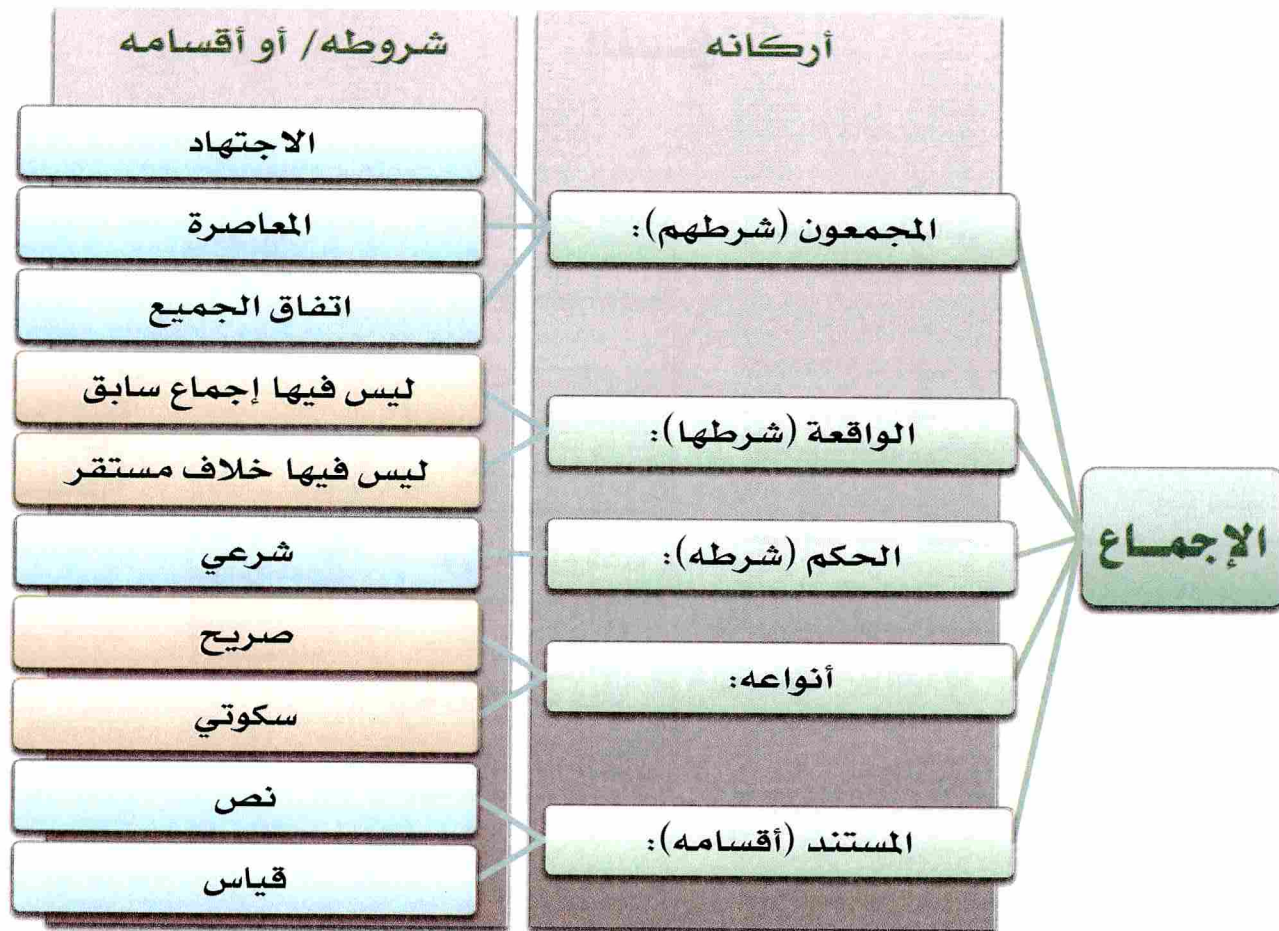 أركانه
شروطه/ أو أقسامه
الإجمـاع
المجمعون (شرطهم):
الاجتهاد
المعاصرة
اتفاق الجميع
الواقعة (شرطها):
ليس فيها إجماع سابق
ليس فيها خلاف مستقر
الحكم (شرطه):
شرعي
أنواعه:
صريح
سكوتي
المستند (أقسامه):
نص
قياس